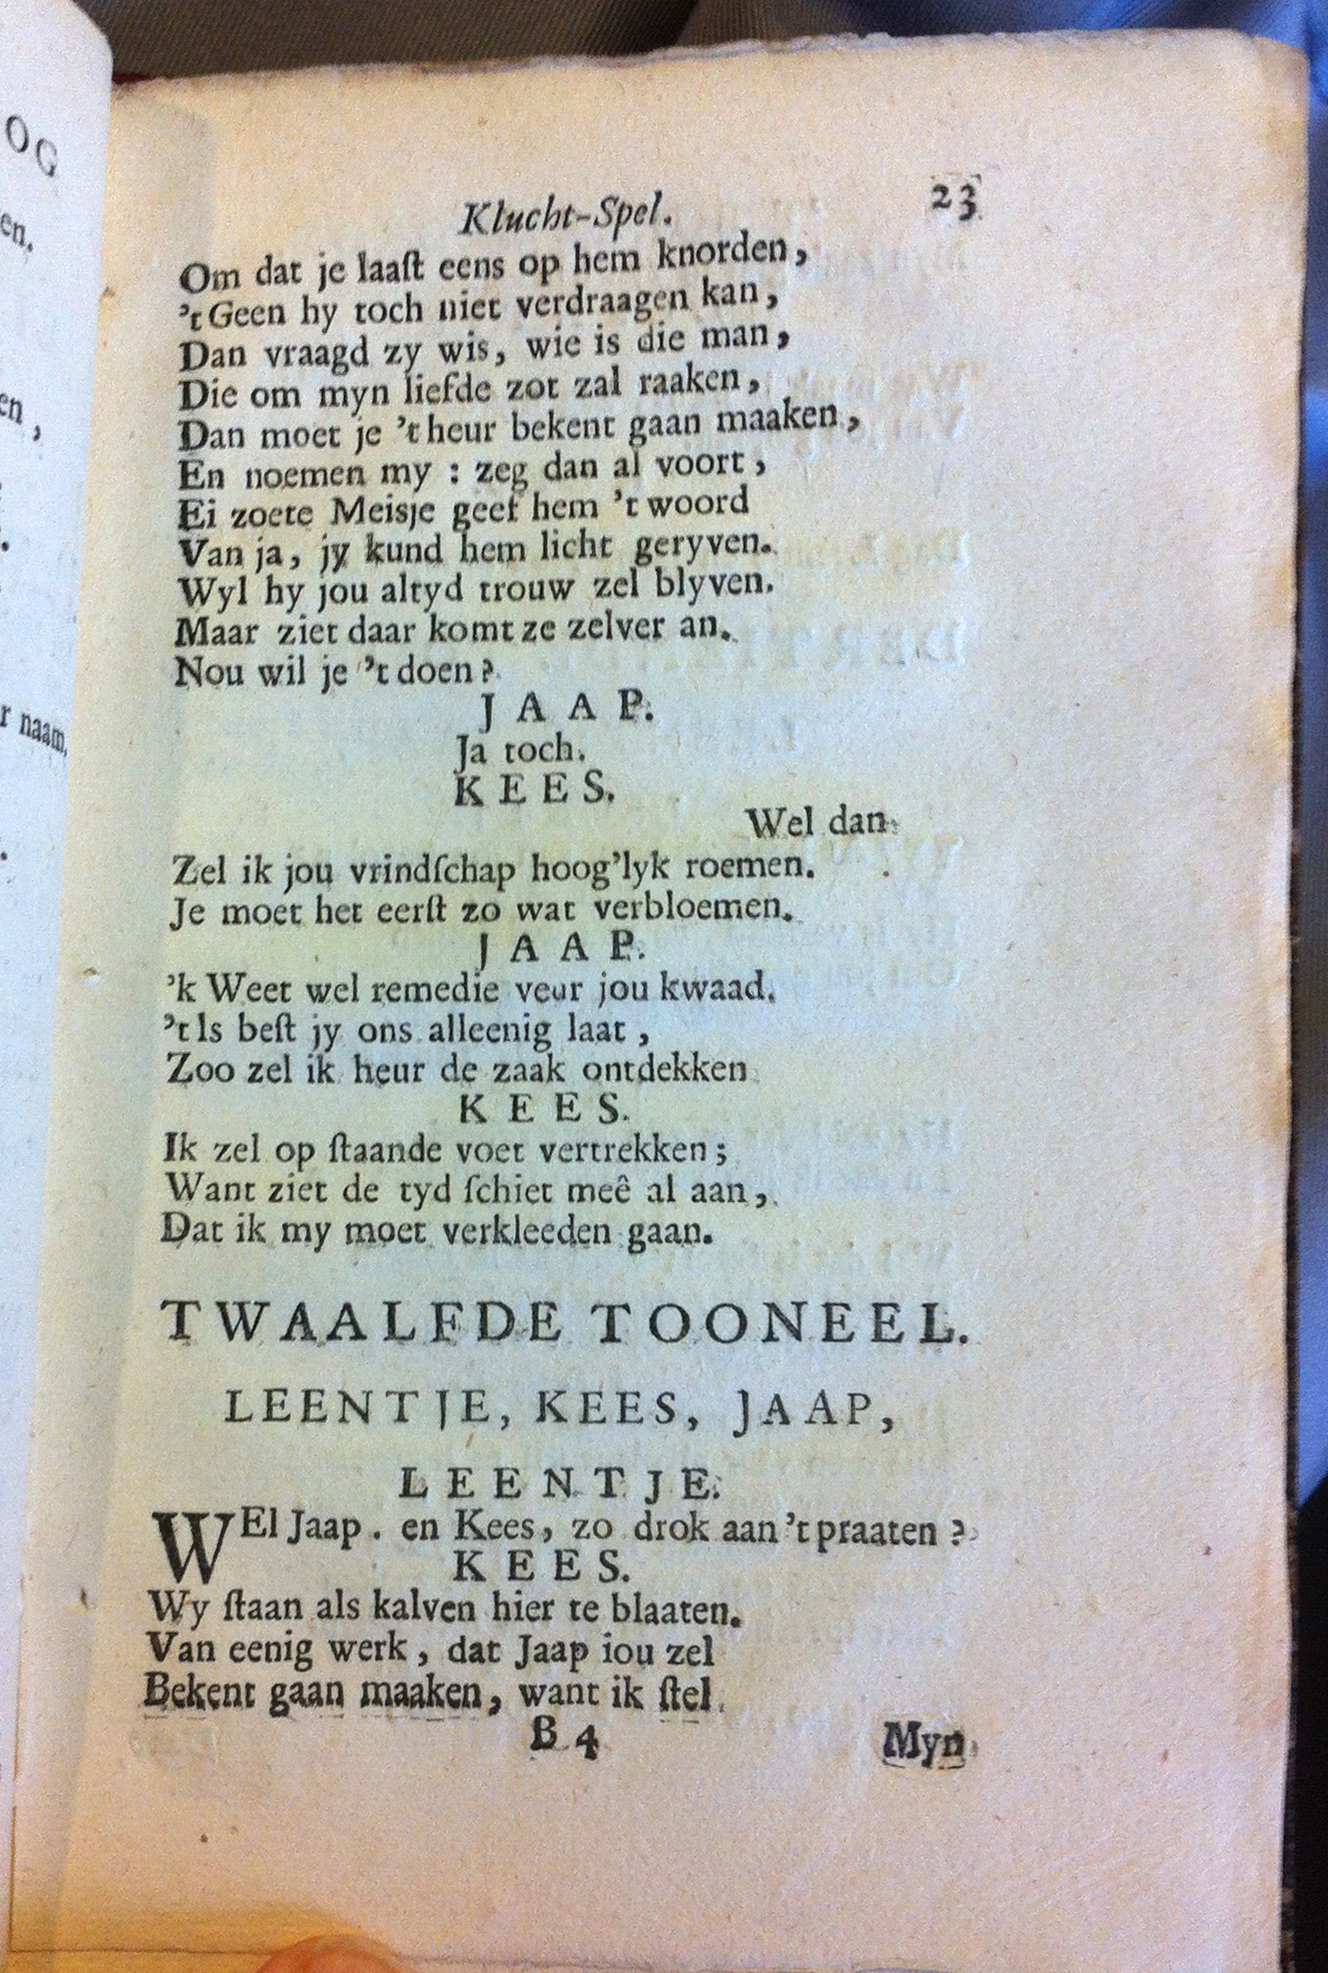 OG
en.
en,
r naam.
Klucht-Spel. 23
Om dat je laaſt eens op hem knorden,
't Geen hy toch niet verdraagen kan,
Dan vraagd zy wis, wie is die man,
Die om myn liefde zot zal raaken,
Dan moet je 't heur bekent gaan maaken,
En noemen my : zeg dan al voort,
Ei zoete Meisje geef hem 't woord
Van ja, jy kund hem licht geryven.
Wyl hy jou altyd trouw zel blyven.
Maar ziet daar komt ze zelver an.
Nou wil je 't doen?
JAAP.
Ja toch.
KEES.
Wel dan
Zel ik jou vrindſchap hoog'lyk roemen.
Je moet het eerſt zo wat verbloemen.
JAAP.
'k Weet wel remedie veur jou kwaad.
't Is beſt jy ons alleenig laat,
Zoo zel ik heur de zaak ontdekken
KEES.
Ik zel op ſtaande voet vertrekken;
Want ziet de tyd ſchiet meê al aan,
Dat ik my moet verkleeden gaan.
TWAALFDE TOONEEL.
LEENTJE, KEES, JAAP,
LEENTJE.
WEl Jaap. en Kees, zo drok aan 't praaten?
KEES.
Wy ſtaan als kalven hier te blaaten.
Van eenig werk, dat Jaap iou zel
Bekent gaan maaken, want ik ſtel
B 4 Myn